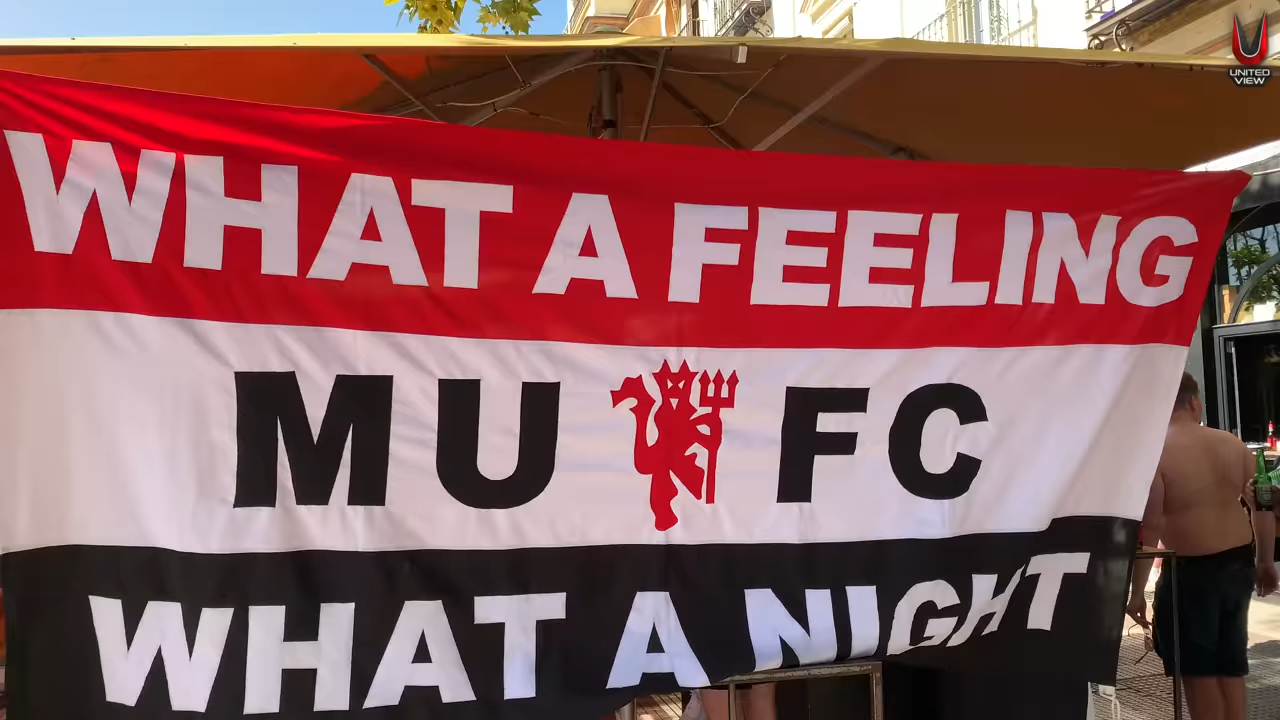 UNITED
VIEW
WHAT A FEELING
MU FC
WHAT A NIGHT